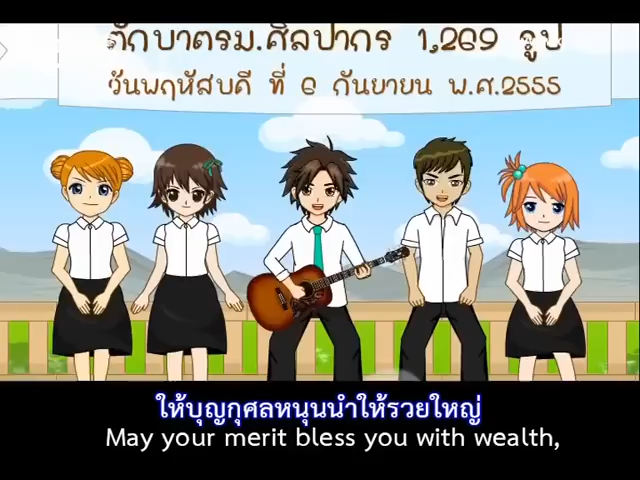 ตักบาตรม.ศิลปากร 1,269 รูป
วันพฤหัสบดี ที่ 6 กันยายน พ.ศ.2555
ให้บุญกุศลหนุนนำให้รวยใหญ่
May your merit bless you with wealth,